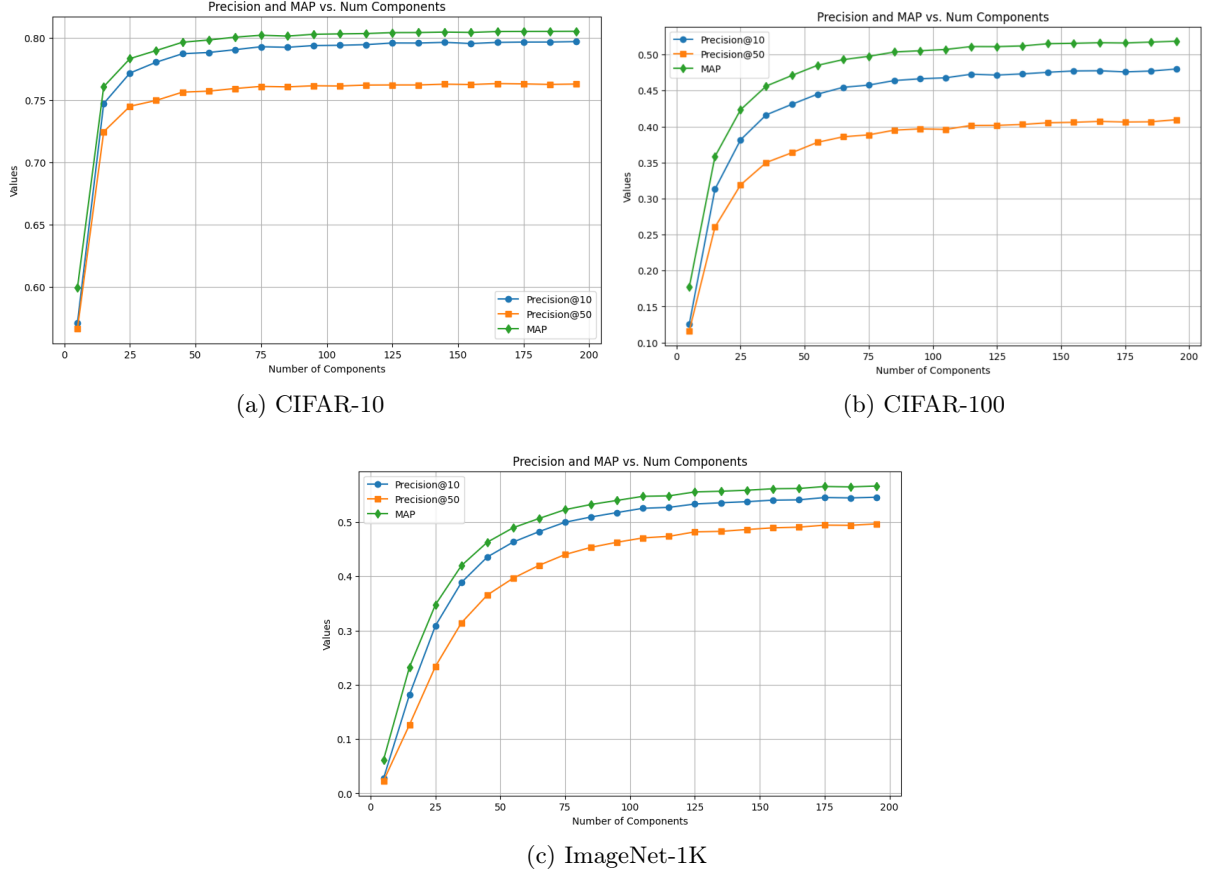 Precision and MAP vs. Num Components
Values
0.80
0.75
0.70
0.65
0.60
Precision@10
Precision@50
MAP
0 25 50 75 100 125 150 175 200
Number of Components
(a) CIFAR-10
Precision and MAP vs. Num Components
Precision@10
Precision@50
MAP
Values
0.50
0.45
0.40
0.35
0.30
0.25
0.20
0.15
0.10
0 25 50 75 100 125 150 175 200
Number of Components
(b) CIFAR-100
Precision and MAP vs. Num Components
Precision@10
Precision@50
MAP
Values
0.5
0.4
0.3
0.2
0.1
0.0
0 25 50 75 100 125 150 175 200
Number of Components
(c) ImageNet-1K